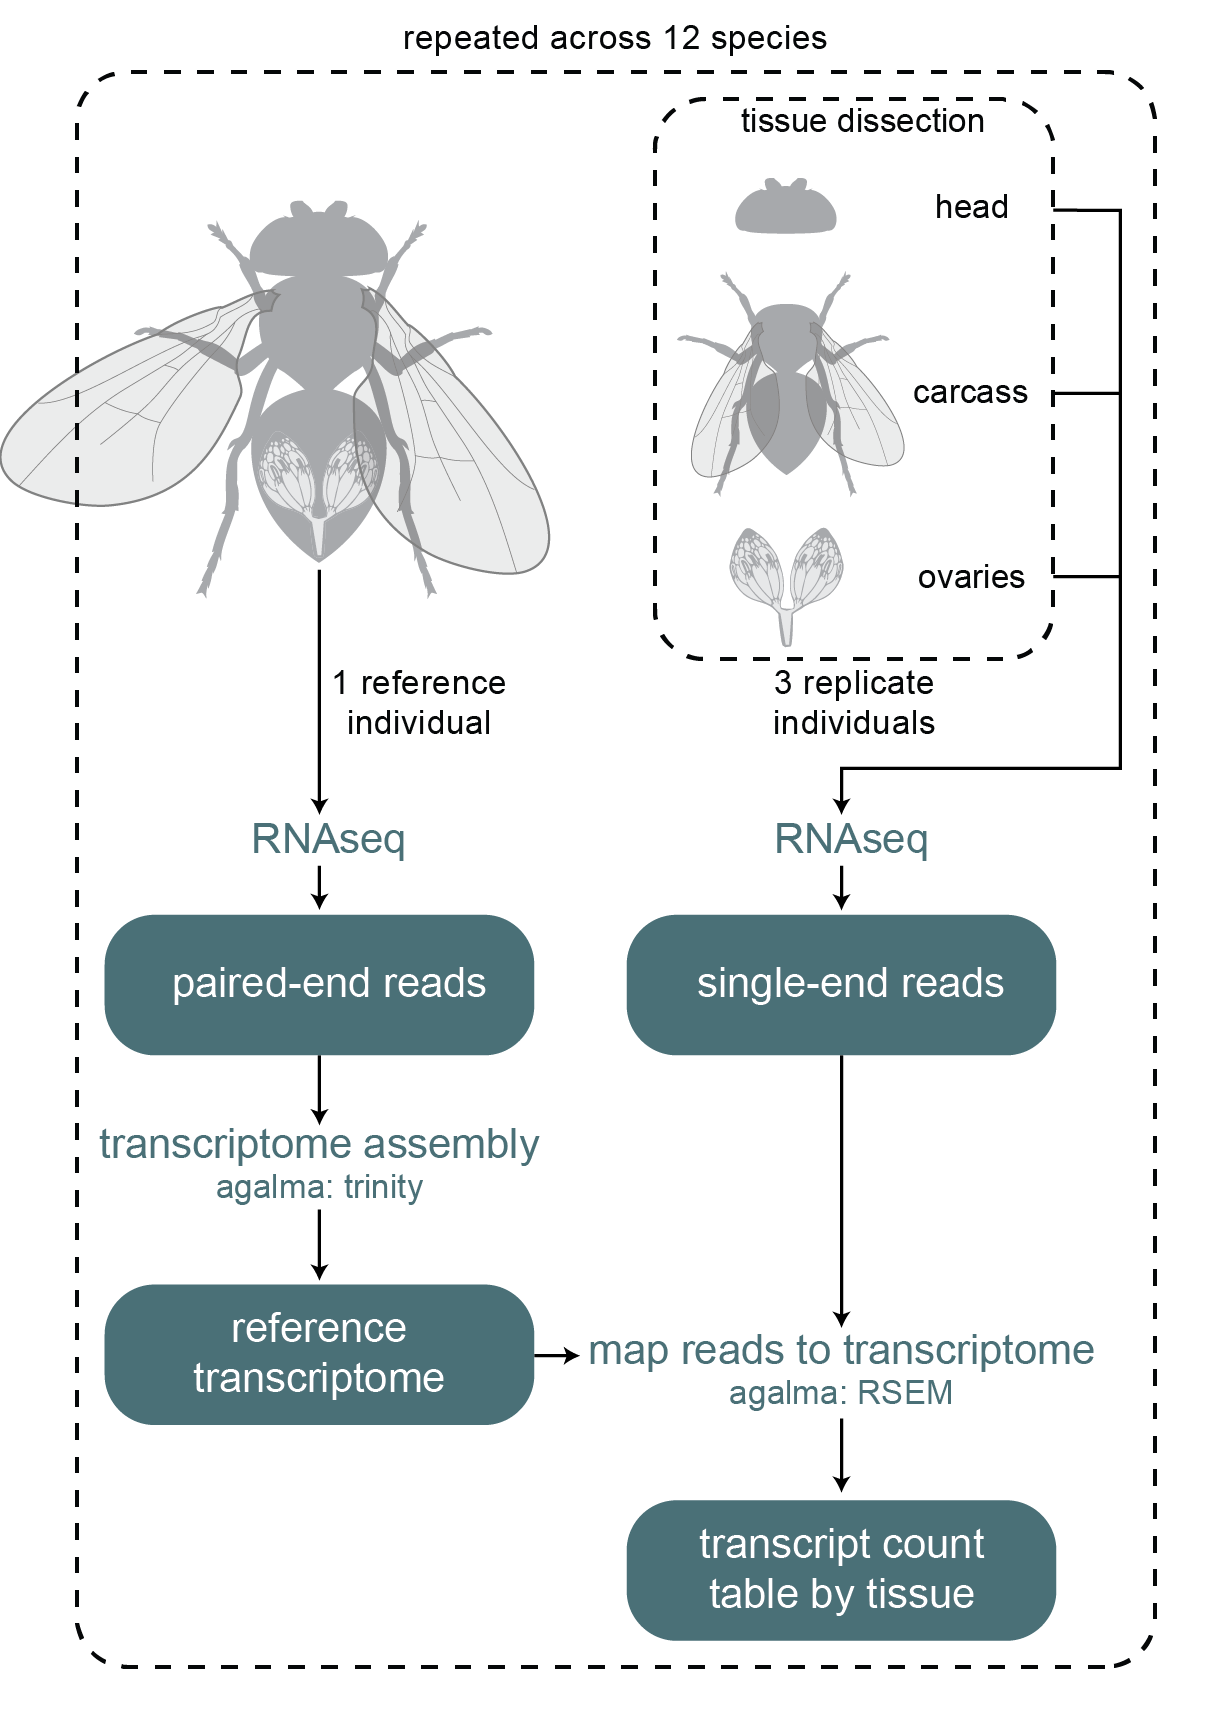 repeated across 12 species
tissue dissection
head
carcass
ovaries
1 reference
individual
3 replicate
individuals
RNAseq
RNAseq
paired-end reads
single-end reads
transcriptome assembly
agalma: trinity
reference
transcriptome
map reads to transcriptome
agalma: RSEM
transcript count
table by tissue